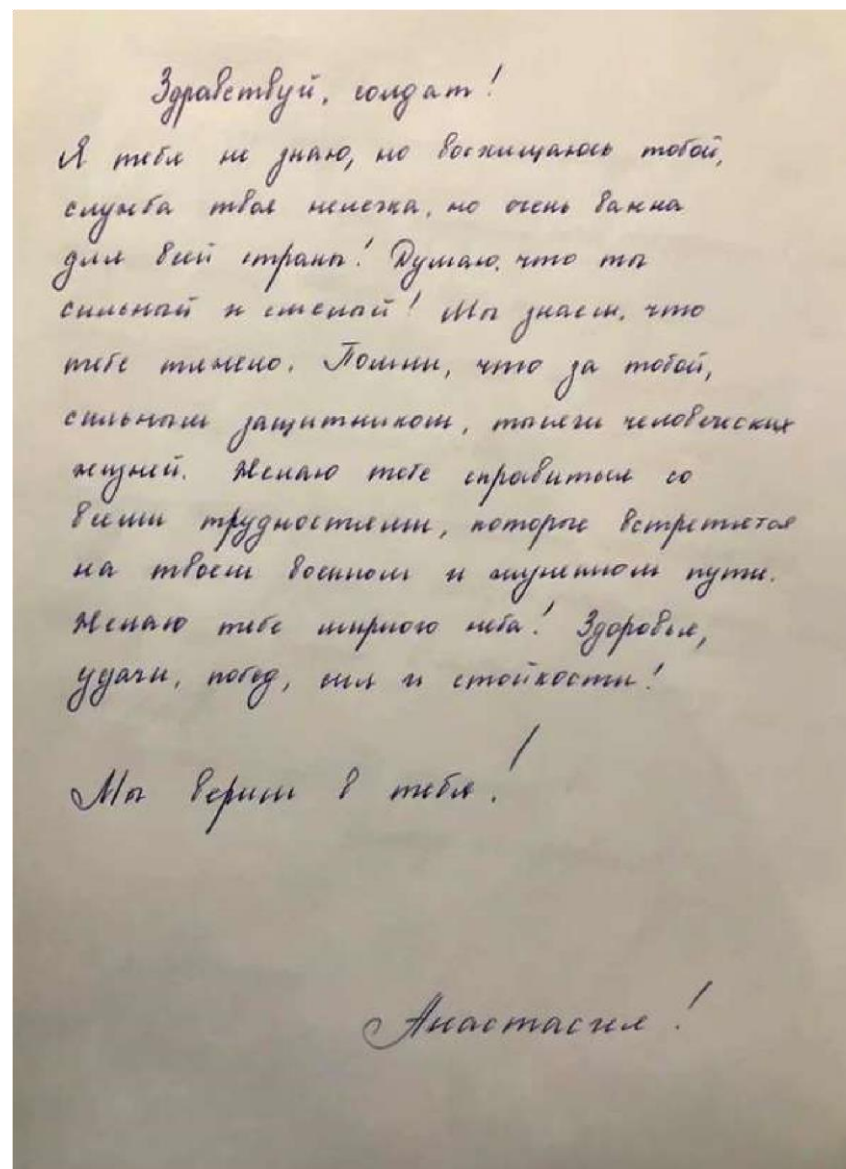 Здравствуй, солдат!
Я тебя не знаю, но восхищаюсь тобой,
служба твоя нелегка, но очень важна
для всей страны! Думаю, что ты
сильный и смелый! Мы знаем, что
тебе тяжело. Помни, что за тобой,
сильным защитником, тысячи человеческих
жизней. Желаю тебе справиться со
всеми трудностями, которые встретятся
на твоем военном и жизненном пути.
Желаю тебе мирного неба! Здоровья,
удачи, побед, сил и стойкости!
Мы верим в тебя!
Анастасия!